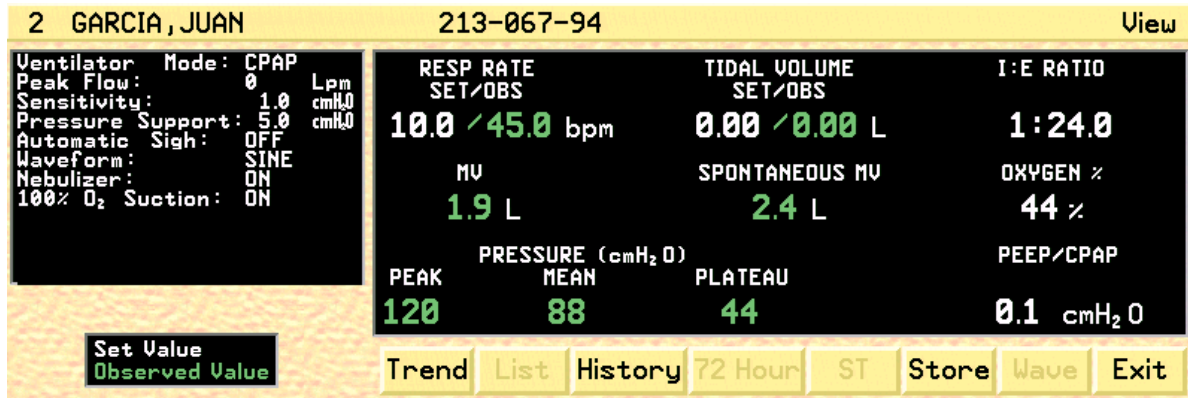 2 GARCIA,JUAN 213-067-94 View
Ventilator Mode: CPAP
Peak Flow: 0 Lpm
Sensitivity: 1.0 cmH₂O
Pressure Support: 5.0 cmH₂O
Automatic Sigh: OFF
Waveform: SINE
Nebulizer: ON
100% O₂ Suction: ON
RESP RATE TIDAL VOLUME I:E RATIO
SET/OBS SET/OBS
10.0 /45.0 bpm 0.00 /0.00 L 1:24.0
MV SPONTANEOUS MV OXYGEN %
1.9 L 2.4 L 44 %
PRESSURE (cmH₂O) PEEP/CPAP
PEAK MEAN PLATEAU
120 88 44 0.1 cmH₂O
Set Value
Observed Value
Trend List History 72 Hour ST Store Wave Exit